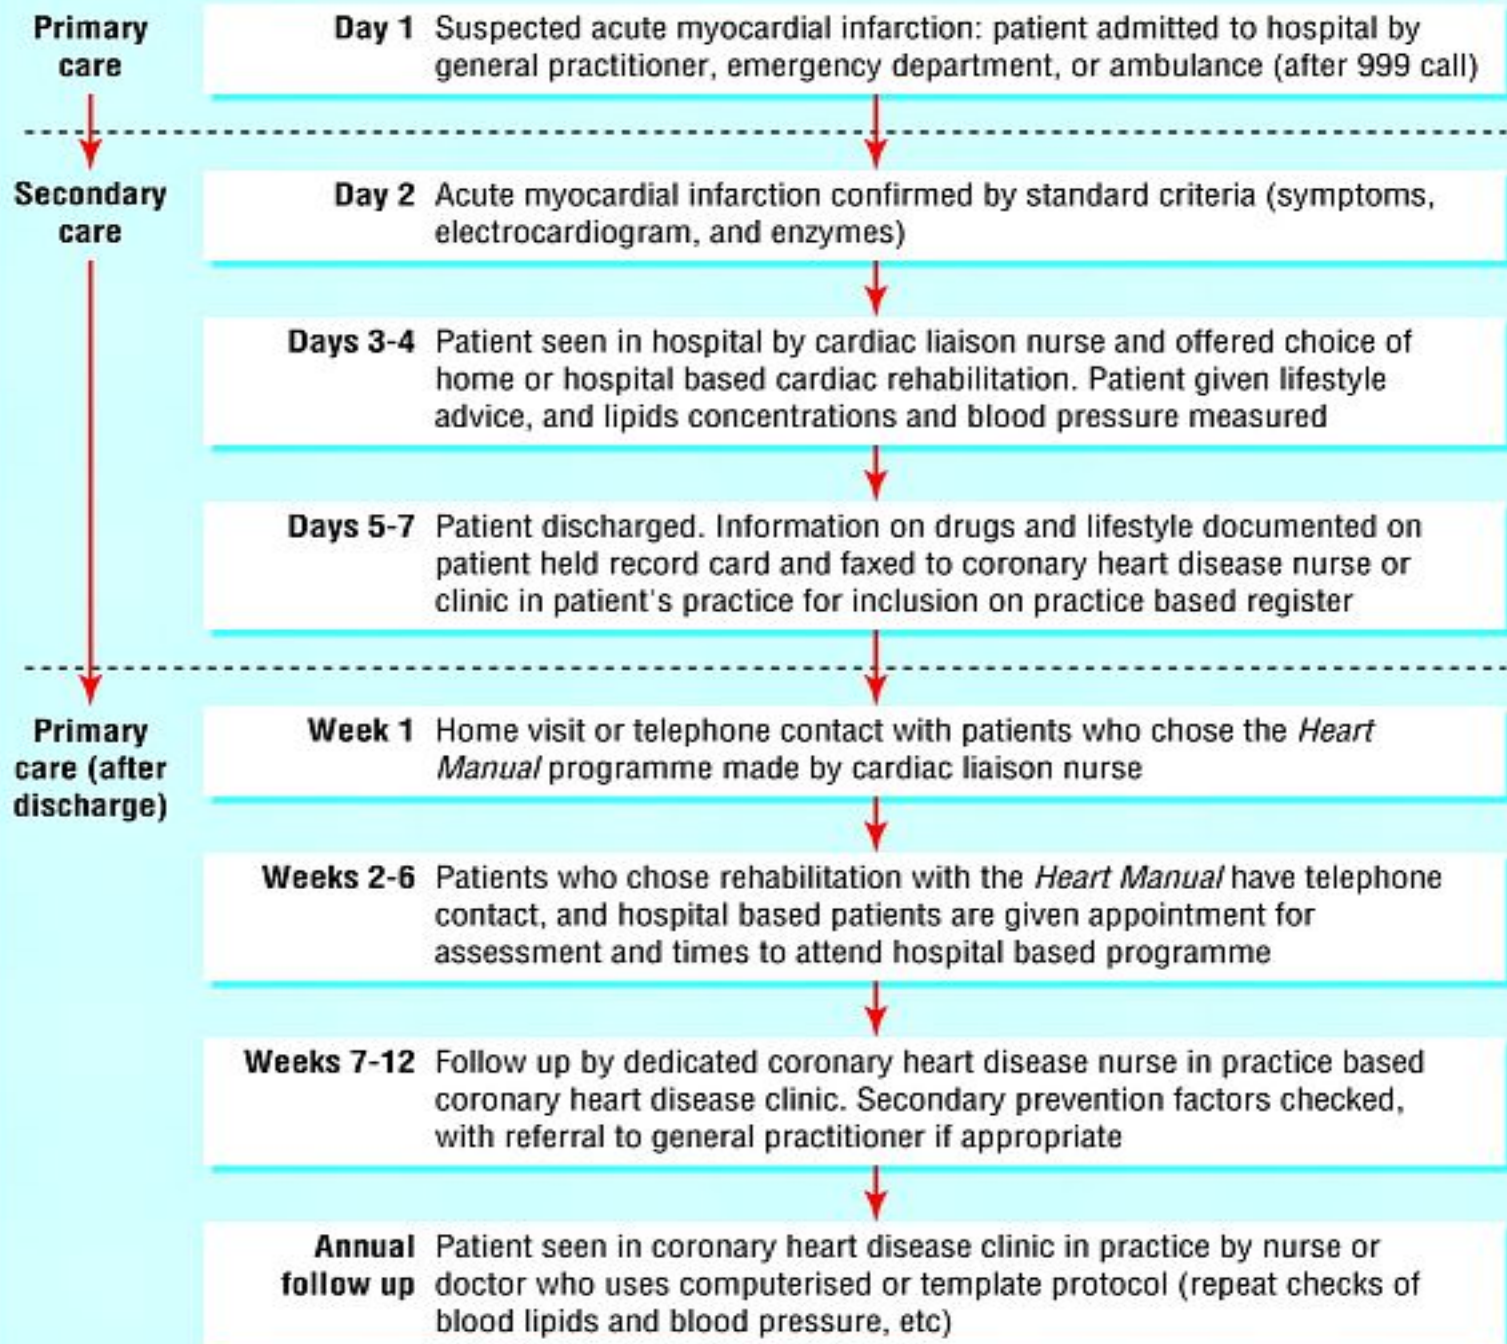 Primary
care
Day 1 Suspected acute myocardial infarction: patient admitted to hospital by
general practitioner, emergency department, or ambulance (after 999 call)
Secondary
care
Day 2 Acute myocardial infarction confirmed by standard criteria (symptoms,
electrocardiogram, and enzymes)
Days 3-4 Patient seen in hospital by cardiac liaison nurse and offered choice of
home or hospital based cardiac rehabilitation. Patient given lifestyle
advice, and lipids concentrations and blood pressure measured
Days 5-7 Patient discharged. Information on drugs and lifestyle documented on
patient held record card and faxed to coronary heart disease nurse or
clinic in patient's practice for inclusion on practice based register
Primary
care (after
discharge)
Week 1 Home visit or telephone contact with patients who chose the Heart
Manual programme made by cardiac liaison nurse
Weeks 2-6 Patients who chose rehabilitation with the Heart Manual have telephone
contact, and hospital based patients are given appointment for
assessment and times to attend hospital based programme
Weeks 7-12 Follow up by dedicated coronary heart disease nurse in practice based
coronary heart disease clinic. Secondary prevention factors checked,
with referral to general practitioner if appropriate
Annual Patient seen in coronary heart disease clinic in practice by nurse or
follow up doctor who uses computerised or template protocol (repeat checks of
blood lipids and blood pressure, etc)